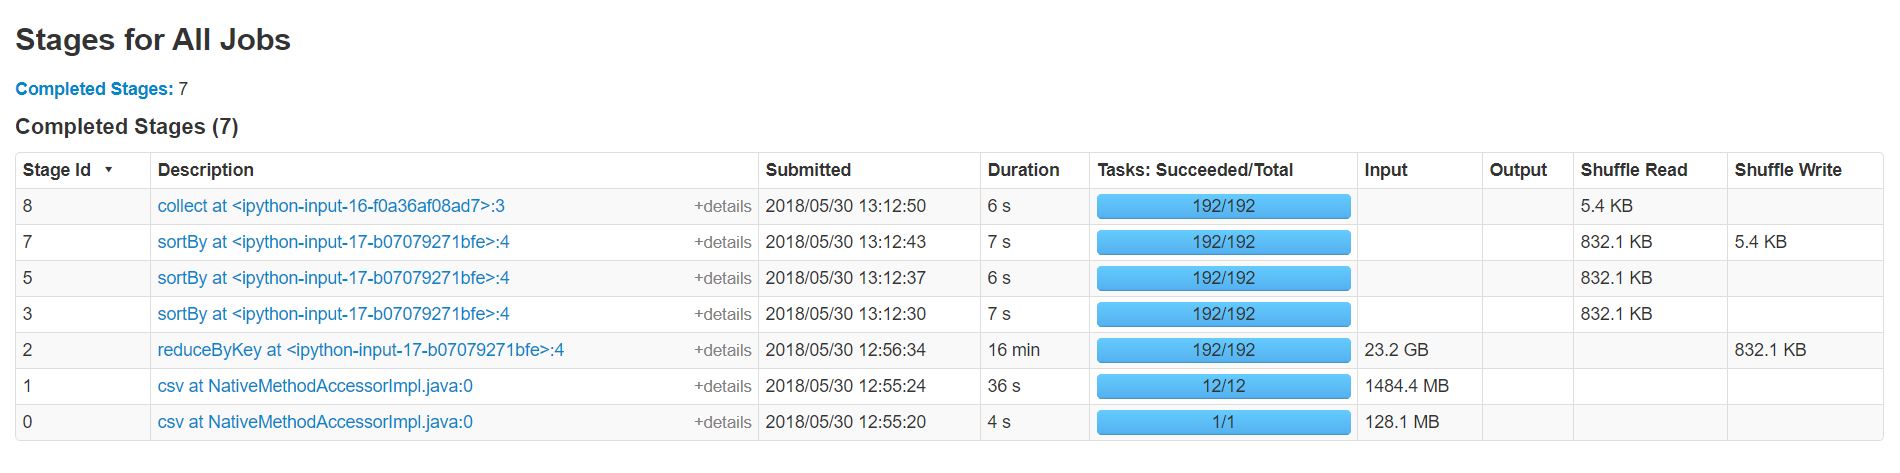 Stages for All Jobs
Completed Stages: 7
Completed Stages (7)
Stage Id Description Submitted Duration Tasks: Succeeded/Total Input Output Shuffle Read Shuffle Write
8 collect at <ipython-input-16-f0a36af08ad7>:3 +details 2018/05/30 13:12:50 6 s 192/192 5.4 KB
7 sortBy at <ipython-input-17-b07079271bfe>:4 +details 2018/05/30 13:12:43 7 s 192/192 832.1 KB 5.4 KB
5 sortBy at <ipython-input-17-b07079271bfe>:4 +details 2018/05/30 13:12:37 6 s 192/192 832.1 KB
3 sortBy at <ipython-input-17-b07079271bfe>:4 +details 2018/05/30 13:12:30 7 s 192/192 832.1 KB
2 reduceByKey at <ipython-input-17-b07079271bfe>:4 +details 2018/05/30 12:56:34 16 min 192/192 23.2 GB 832.1 KB
1 csv at NativeMethodAccessorImpl.java:0 +details 2018/05/30 12:55:24 36 s 12/12 1484.4 MB
0 csv at NativeMethodAccessorImpl.java:0 +details 2018/05/30 12:55:20 4 s 1/1 128.1 MB